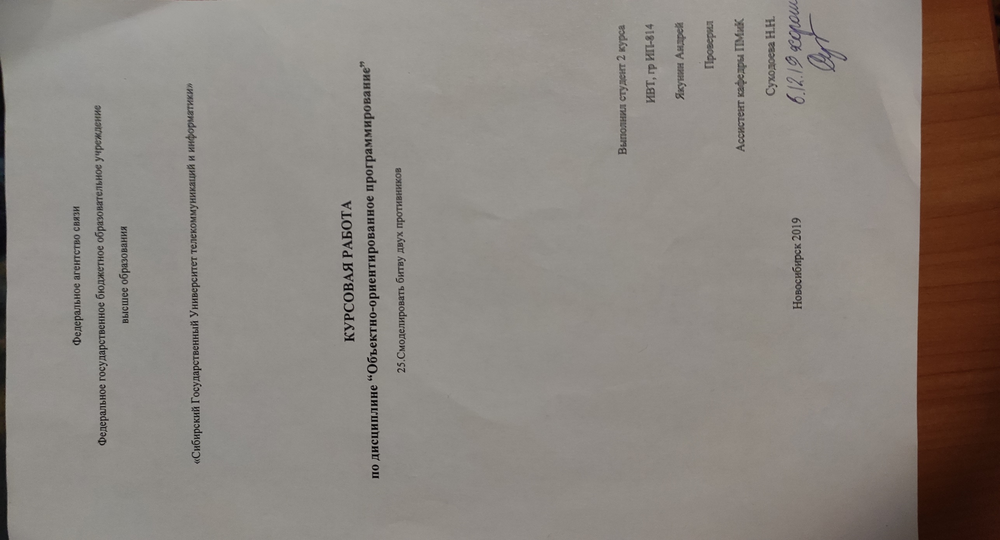 Федеральное агентство связи
Федеральное государственное бюджетное образовательное учреждение
высшее образования
«Сибирский Государственный Университет телекоммуникаций и информатики»
КУРСОВАЯ РАБОТА
по дисциплине “Объектно-ориентированное программирование”
25.Смоделировать битву двух противников
Выполнил студент 2 курса
ИВТ, гр ИП-814
Якунин Андрей
Проверил
Ассистент кафедры ПМиК
Суходоева Н.Н.
6.12.19 хорош
Новосибирск 2019